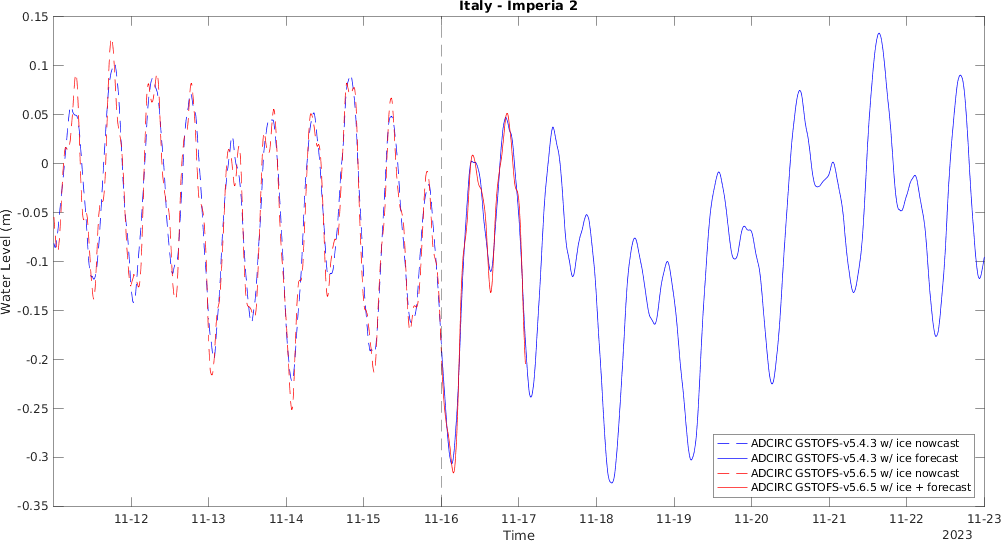 Italy - Imperia 2
0.15
0.1
0.05
0
-0.05
-0.1
-0.15
-0.2
-0.25
-0.3
-0.35
Water Level (m)
ADCIRC GSTOFS-v5.4.3 w/ ice nowcast
ADCIRC GSTOFS-v5.4.3 w/ ice forecast
ADCIRC GSTOFS-v5.6.5 w/ ice nowcast
ADCIRC GSTOFS-v5.6.5 w/ ice + forecast
11-12 11-13 11-14 11-15 11-16 11-17 11-18 11-19 11-20 11-21 11-22 11-23
Time
2023